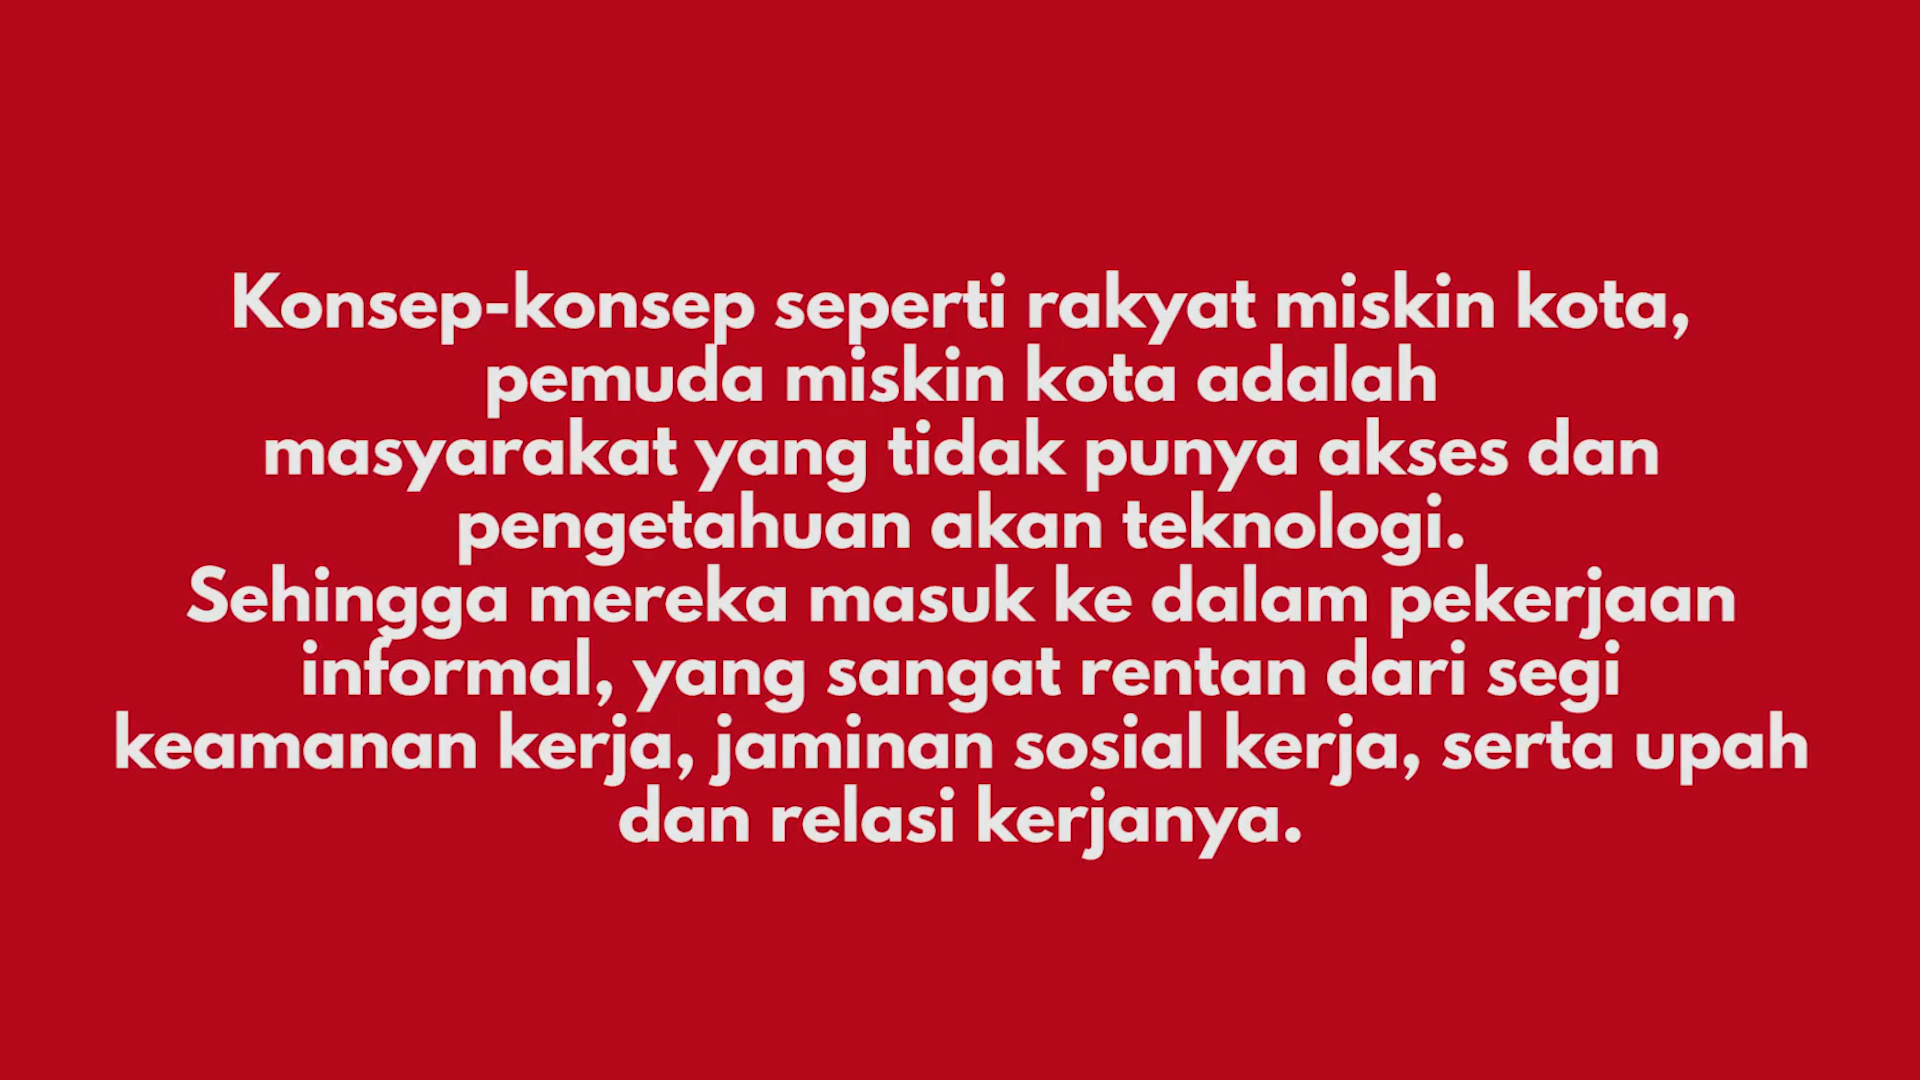 Konsep-konsep seperti rakyat miskin kota,
pemuda miskin kota adalah
masyarakat yang tidak punya akses dan
pengetahuan akan teknologi.
Sehingga mereka masuk ke dalam pekerjaan
informal, yang sangat rentan dari segi
keamanan kerja, jaminan sosial kerja, serta upah
dan relasi kerjanya.